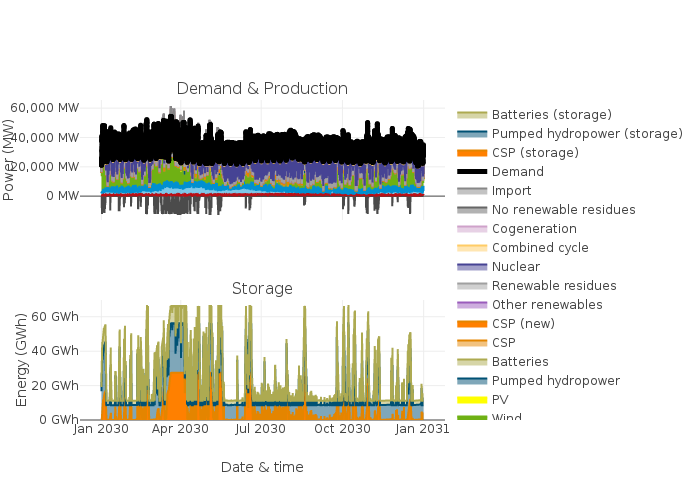 Demand & Production
60,000 MW
40,000 MW
20,000 MW
0 MW
Power (MW)
Storage
60 GWh
40 GWh
20 GWh
0 GWh
Energy (GWh)
Jan 2030
Apr 2030
Jul 2030
Oct 2030
Jan 2031
Date & time
Batteries (storage)
Pumped hydropower (storage)
CSP (storage)
Demand
Import
No renewable residues
Cogeneration
Combined cycle
Nuclear
Renewable residues
Other renewables
CSP (new)
CSP
Batteries
Pumped hydropower
PV
Wind